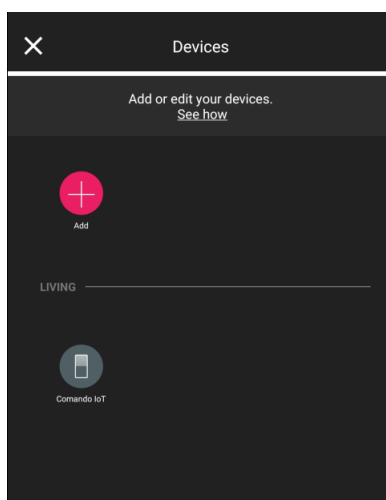 Devices
Add or edit your devices.
See how
Add
LIVING
Comando IoT